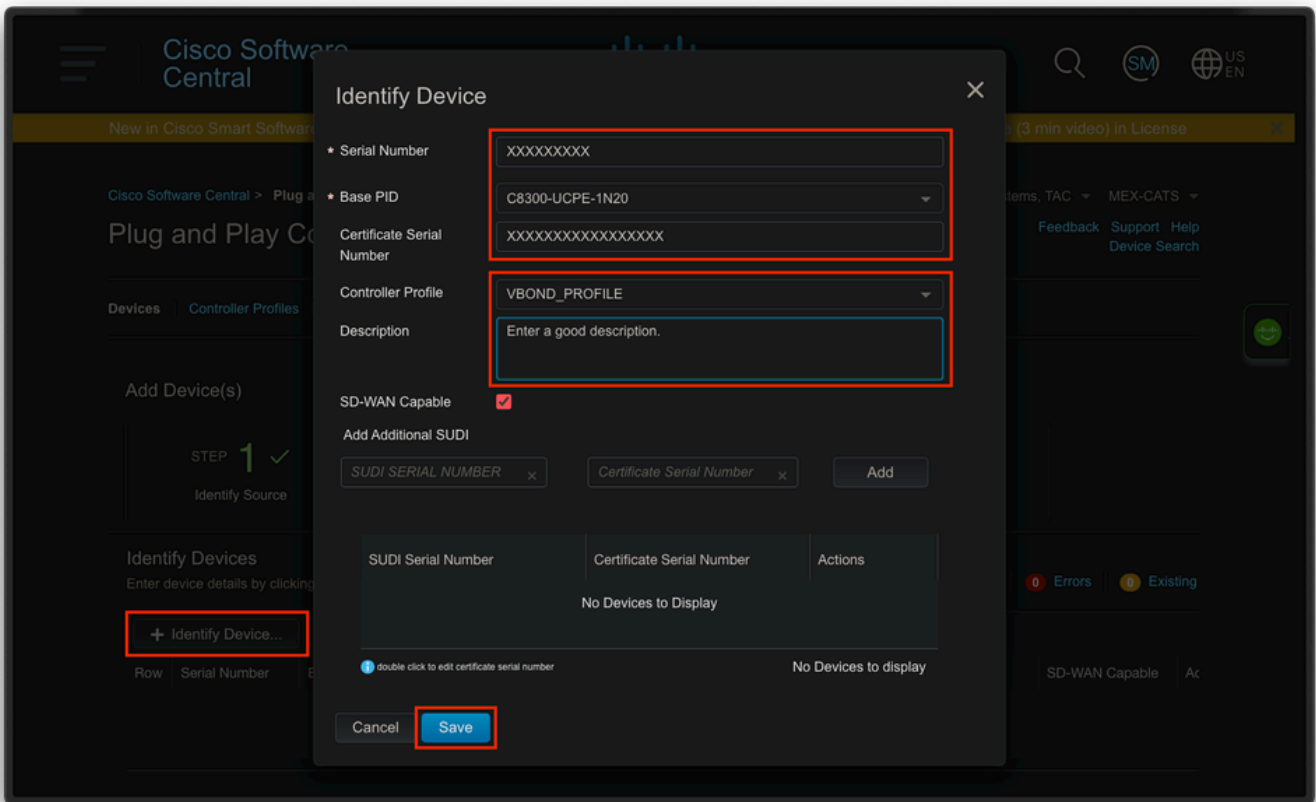 Cisco Software
Central
SM
US
EN
New in Cisco Smart Softwar
(3 min video) in License
Identify Device
* Serial Number
XXXXXXXXX
Cisco Software Central > Plug a
* Base PID
C8300-UCPE-1N20
tems, TAC
MEX-CATS
Plug and Play Co
Feedback Support Help
Device Search
Certificate Serial
Number
XXXXXXXXXXXXXXXXX
Devices
Controller Profiles
Controller Profile
VBOND_PROFILE
Description
Enter a good description.
Add Device(s)
SD-WAN Capable
Add Additional SUDI
STEP 1
Identify Source
SUDI SERIAL NUMBER
Certificate Serial Number
Add
Identify Devices
Enter device details by clicking
SUDI Serial Number
Certificate Serial Number
Actions
0 Errors
0 Existing
No Devices to Display
+ Identify Device...
Row
Serial Number
double click to edit certificate serial number
No Devices to display
SD-WAN Capable
Cancel
Save